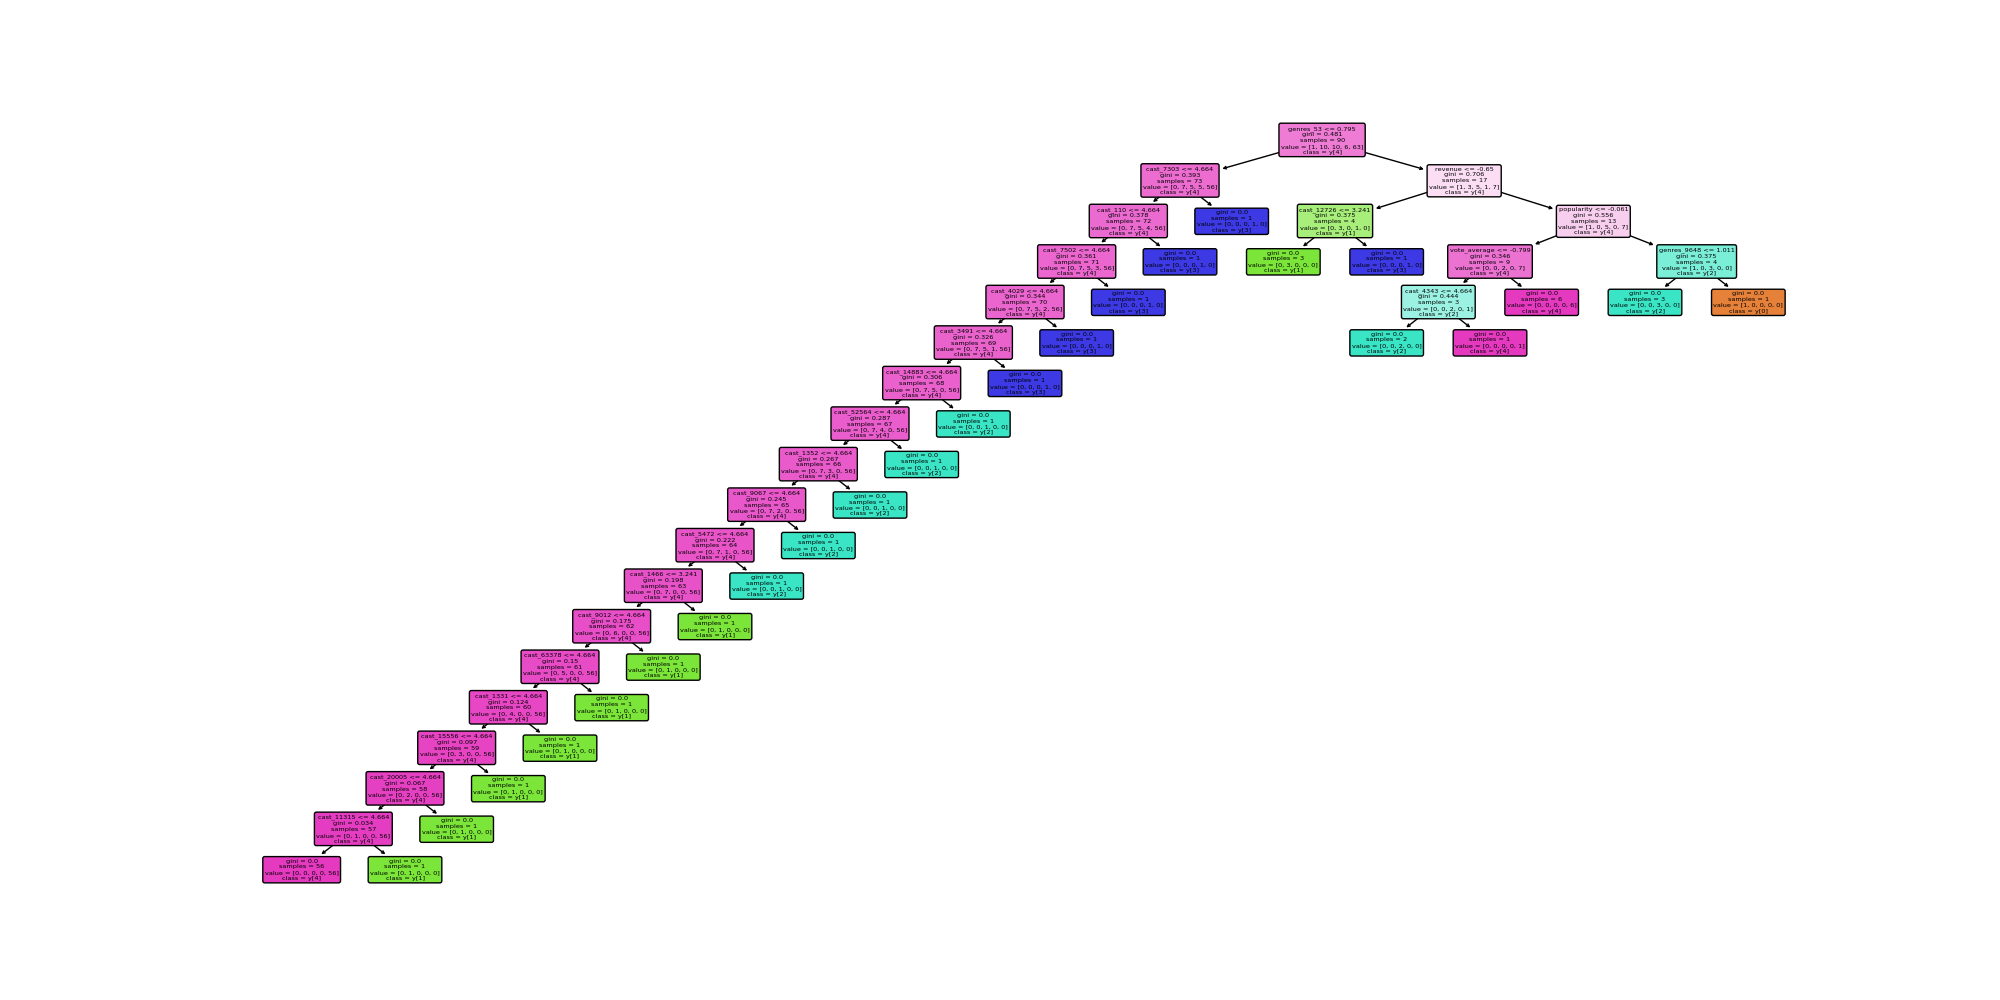 genres_53 <= 0.795
gini = 0.481
samples = 90
value = [1, 10, 10, 6, 63]
class = y[4]
cast_7303 <= 4.664
gini = 0.393
samples = 73
value = [0, 7, 5, 5, 56]
class = y[4]
revenue <= -0.65
gini = 0.706
samples = 17
value = [1, 3, 5, 1, 7]
class = y[4]
cast_110 <= 4.664
gini = 0.378
samples = 72
value = [0, 7, 5, 4, 56]
class = y[4]
gini = 0.0
samples = 1
value = [0, 0, 0, 1, 0]
class = y[3]
cast_12726 <= 3.241
gini = 0.375
samples = 4
value = [0, 3, 0, 1, 0]
class = y[1]
popularity <= -0.061
gini = 0.556
samples = 13
value = [1, 0, 5, 0, 7]
class = y[4]
cast_7502 <= 4.664
gini = 0.361
samples = 71
value = [0, 7, 5, 3, 56]
class = y[4]
gini = 0.0
samples = 1
value = [0, 0, 0, 1, 0]
class = y[3]
gini = 0.0
samples = 3
value = [0, 3, 0, 0, 0]
class = y[1]
gini = 0.0
samples = 1
value = [0, 0, 0, 1, 0]
class = y[3]
vote_average <= -0.799
gini = 0.346
samples = 9
value = [0, 0, 2, 0, 7]
class = y[4]
genres_9648 <= 1.011
gini = 0.375
samples = 4
value = [1, 0, 3, 0, 0]
class = y[2]
cast_4029 <= 4.664
gini = 0.344
samples = 70
value = [0, 7, 5, 2, 56]
class = y[4]
gini = 0.0
samples = 1
value = [0, 0, 0, 1, 0]
class = y[3]
cast_4343 <= 4.664
gini = 0.444
samples = 3
value = [0, 0, 2, 0, 1]
class = y[2]
gini = 0.0
samples = 6
value = [0, 0, 0, 0, 6]
class = y[4]
gini = 0.0
samples = 3
value = [0, 0, 3, 0, 0]
class = y[2]
gini = 0.0
samples = 1
value = [1, 0, 0, 0, 0]
class = y[0]
cast_3491 <= 4.664
gini = 0.326
samples = 69
value = [0, 7, 5, 1, 56]
class = y[4]
gini = 0.0
samples = 1
value = [0, 0, 0, 1, 0]
class = y[3]
gini = 0.0
samples = 2
value = [0, 0, 2, 0, 0]
class = y[2]
gini = 0.0
samples = 1
value = [0, 0, 0, 0, 1]
class = y[4]
cast_14883 <= 4.664
gini = 0.306
samples = 68
value = [0, 7, 5, 0, 56]
class = y[4]
gini = 0.0
samples = 1
value = [0, 0, 0, 1, 0]
class = y[3]
cast_52564 <= 4.664
gini = 0.287
samples = 67
value = [0, 7, 4, 0, 56]
class = y[4]
gini = 0.0
samples = 1
value = [0, 0, 1, 0, 0]
class = y[2]
cast_1352 <= 4.664
gini = 0.267
samples = 66
value = [0, 7, 3, 0, 56]
class = y[4]
gini = 0.0
samples = 1
value = [0, 0, 1, 0, 0]
class = y[2]
cast_9067 <= 4.664
gini = 0.245
samples = 65
value = [0, 7, 2, 0, 56]
class = y[4]
gini = 0.0
samples = 1
value = [0, 0, 1, 0, 0]
class = y[2]
cast_5472 <= 4.664
gini = 0.222
samples = 64
value = [0, 7, 1, 0, 56]
class = y[4]
gini = 0.0
samples = 1
value = [0, 0, 1, 0, 0]
class = y[2]
cast_1466 <= 3.241
gini = 0.198
samples = 63
value = [0, 7, 0, 0, 56]
class = y[4]
gini = 0.0
samples = 1
value = [0, 0, 1, 0, 0]
class = y[2]
cast_9012 <= 4.664
gini = 0.175
samples = 62
value = [0, 6, 0, 0, 56]
class = y[4]
gini = 0.0
samples = 1
value = [0, 1, 0, 0, 0]
class = y[1]
cast_63378 <= 4.664
gini = 0.15
samples = 61
value = [0, 5, 0, 0, 56]
class = y[4]
gini = 0.0
samples = 1
value = [0, 1, 0, 0, 0]
class = y[1]
cast_1331 <= 4.664
gini = 0.124
samples = 60
value = [0, 4, 0, 0, 56]
class = y[4]
gini = 0.0
samples = 1
value = [0, 1, 0, 0, 0]
class = y[1]
cast_15556 <= 4.664
gini = 0.097
samples = 59
value = [0, 3, 0, 0, 56]
class = y[4]
gini = 0.0
samples = 1
value = [0, 1, 0, 0, 0]
class = y[1]
cast_20005 <= 4.664
gini = 0.067
samples = 58
value = [0, 2, 0, 0, 56]
class = y[4]
gini = 0.0
samples = 1
value = [0, 1, 0, 0, 0]
class = y[1]
cast_11315 <= 4.664
gini = 0.034
samples = 57
value = [0, 1, 0, 0, 56]
class = y[4]
gini = 0.0
samples = 1
value = [0, 1, 0, 0, 0]
class = y[1]
gini = 0.0
samples = 56
value = [0, 0, 0, 0, 56]
class = y[4]
gini = 0.0
samples = 1
value = [0, 1, 0, 0, 0]
class = y[1]